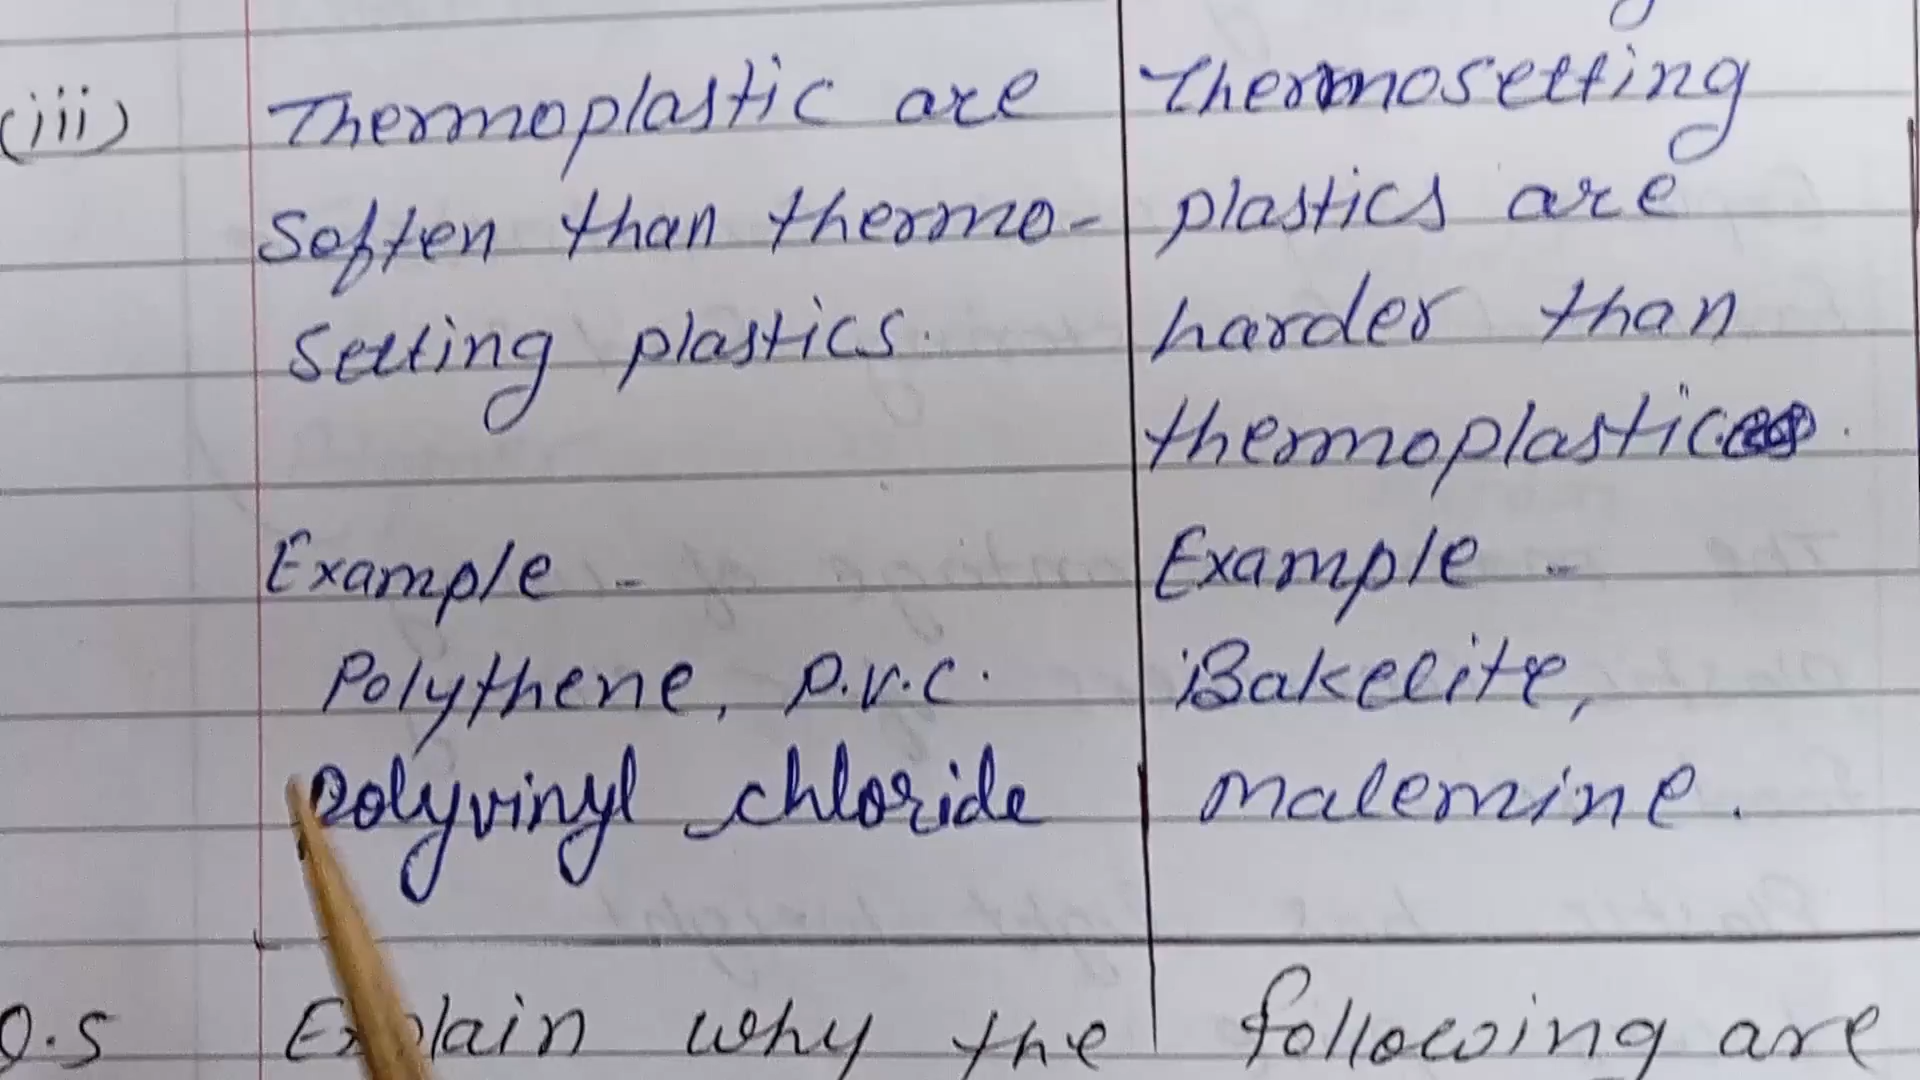 (iii) Thermoplastic are
Soften than thermo-
Setting plastics.
Example -
Polythene, P.V.C.
Polyvinyl chloride
Thermosetting
plastics are
harder than
thermoplastic.
Example -
Bakelite,
Malemine.
Q.5 Explain why the following are